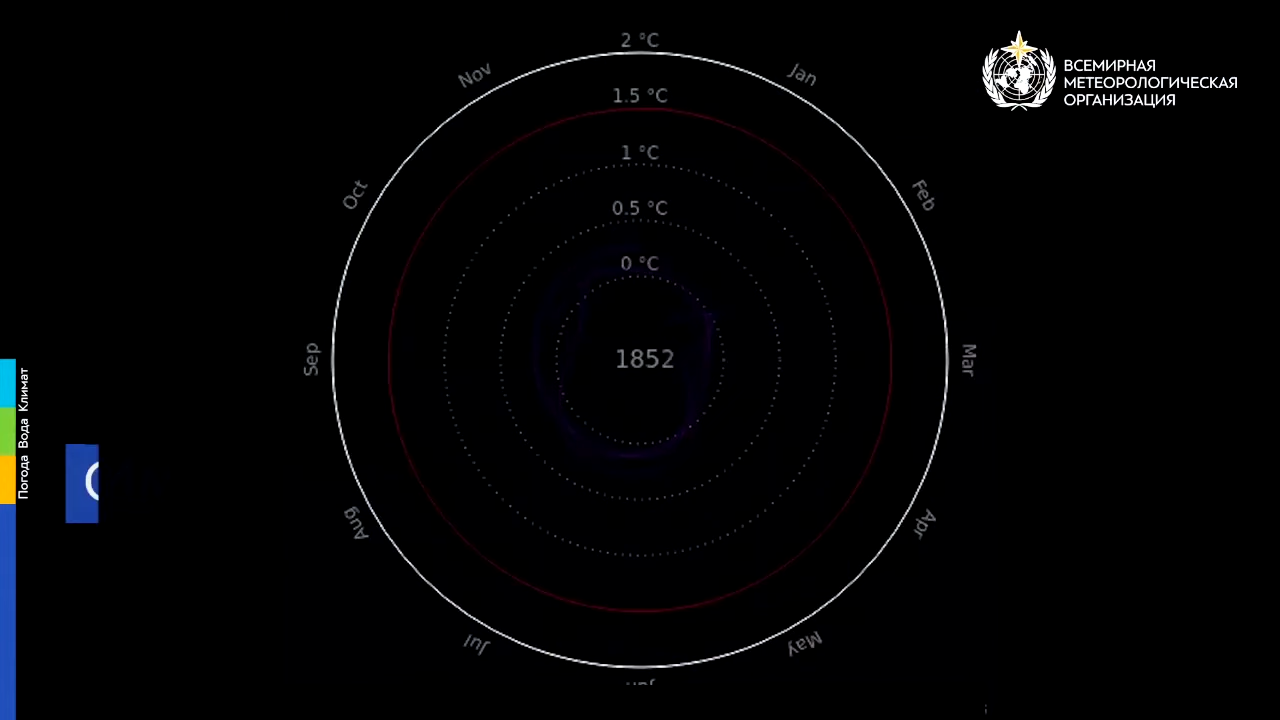 2 °C
1.5 °C
1 °C
0.5 °C
0 °C
1852
Jan
Feb
Mar
Apr
May
Jun
Jul
Aug
Sep
Oct
Nov
ВСЕМИРНАЯ
МЕТЕОРОЛОГИЧЕСКАЯ
ОРГАНИЗАЦИЯ
Погода Вода Климат